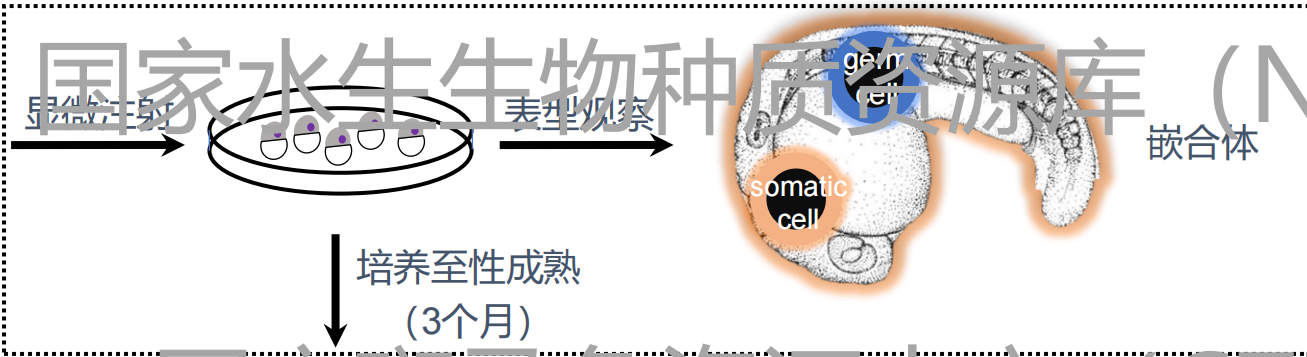 国家水生生物种质资源库（N
显微注射
表型观察
germ
cell
嵌合体
somatic
cell
培养至性成熟
（3个月）